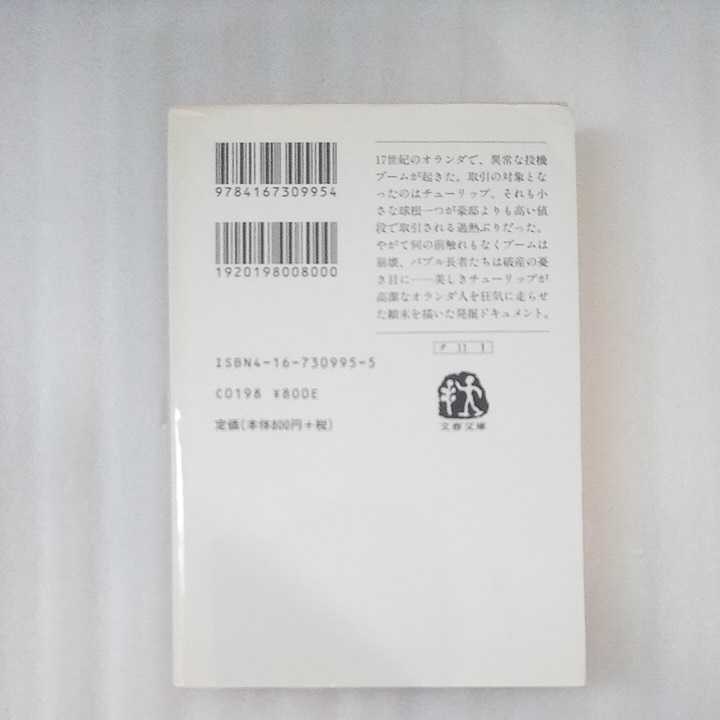 9784167309954
1920198008000
ISBN4-16-730995-5
C0198 ¥800E
定価(本体800円+税)
17世紀のオランダで、異常な投機
ブームが起きた。取引の対象とな
ったのはチューリップ、それも小
さな球根一つが豪邸よりも高い値
段で取引される過熱ぶりだった。
やがて何の前触れもなくブームは
崩壊、バブル長者たちは破産の憂
き目に――美しきチューリップが
高潔なオランダ人を狂気に走らせ
た顚末を描いた発掘ドキュメント。
タ 11 1
文春文庫